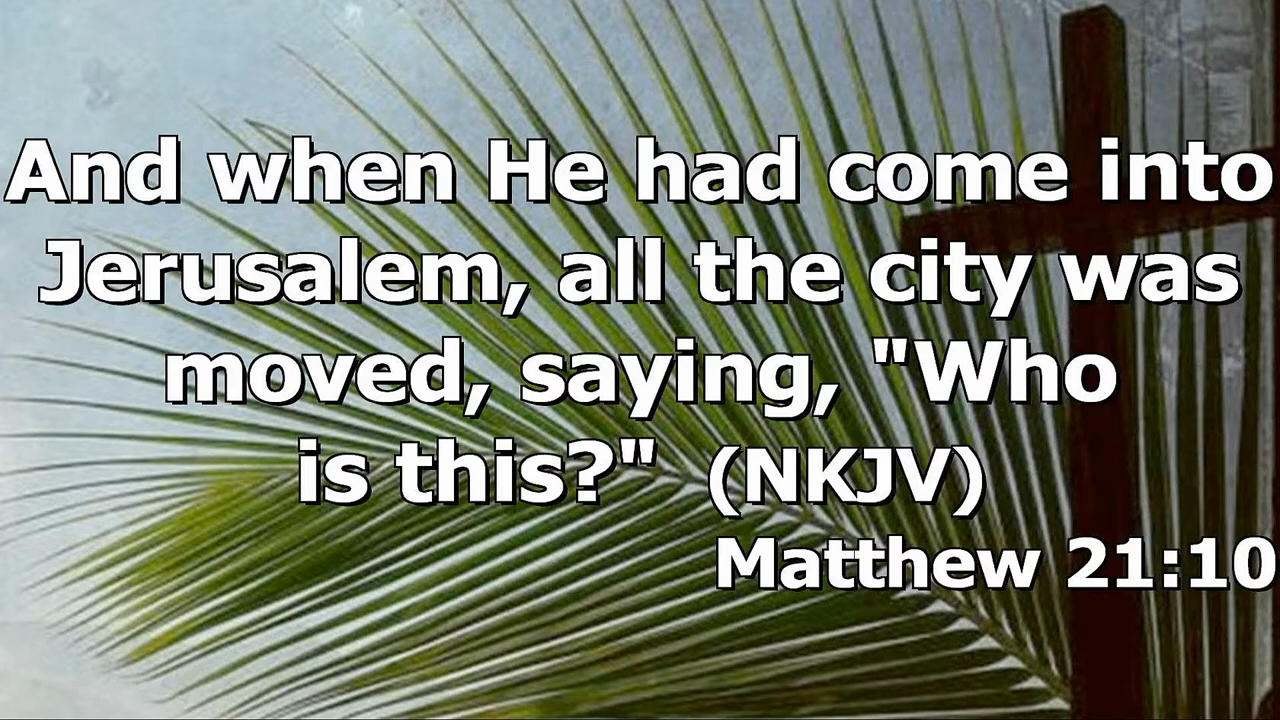 And when He had come into
Jerusalem, all the city was
moved, saying, "Who
is this?" (NKJV)
Matthew 21:10